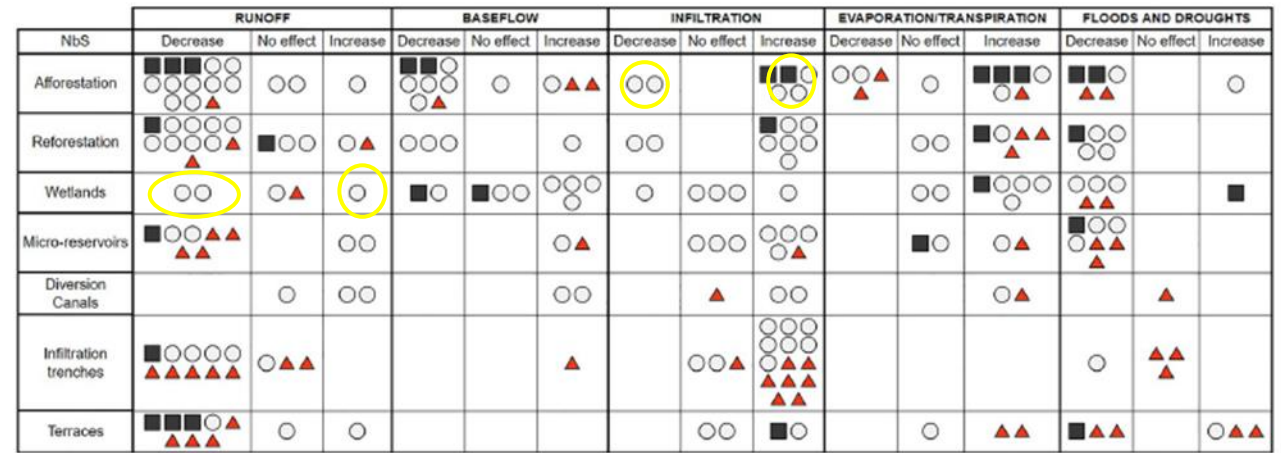 RUNOFF BASEFLOW INFILTRATION EVAPORATION/TRANSPIRATION FLOODS AND DROUGHTS
NbS Decrease No effect Increase Decrease No effect Increase Decrease No effect Increase Decrease No effect Increase Decrease No effect Increase
Afforestation
Reforestation
Wetlands
Micro-reservoirs
Diversion
Canals
Infiltration
trenches
Terraces